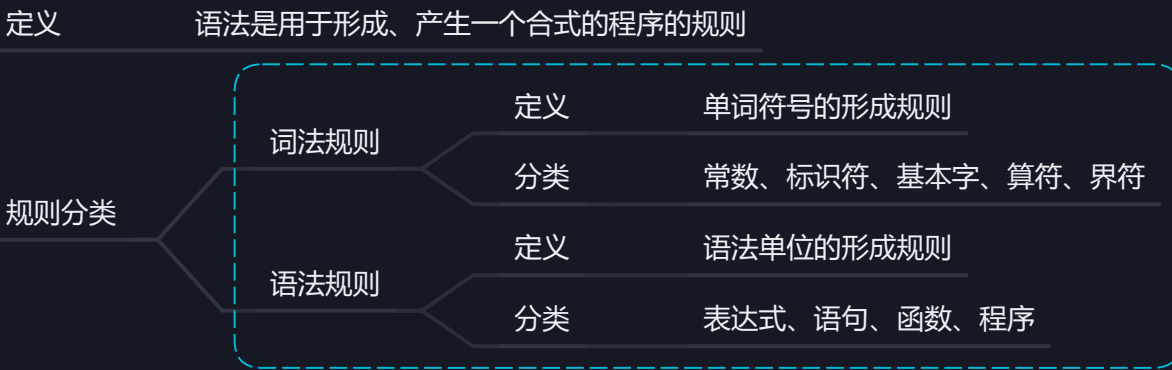 定义 语法是用于形成、产生一个合式的程序的规则
规则分类
词法规则
定义 单词符号的形成规则
分类 常数、标识符、基本字、算符、界符
语法规则
定义 语法单位的形成规则
分类 表达式、语句、函数、程序